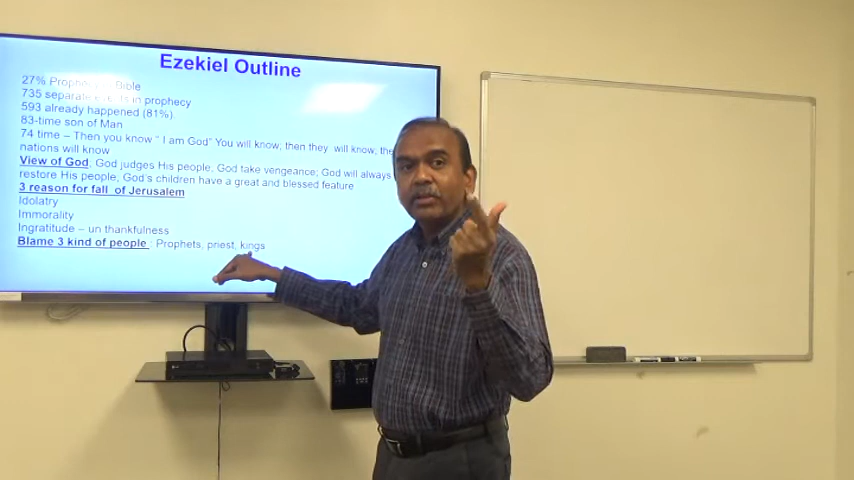 Ezekiel Outline
27% Prophecy in Bible
735 separate events in prophecy
593 already happened (81%).
83-time son of Man
74 time – Then you know “ I am God” You will know; then they will know; the
nations will know
View of God; God judges His people, God take vengeance; God will always
restore His people; God's children have a great and blessed feature
3 reason for fall of Jerusalem
Idolatry
Immorality
Ingratitude – un thankfulness
Blame 3 kind of people : Prophets, priest, kings